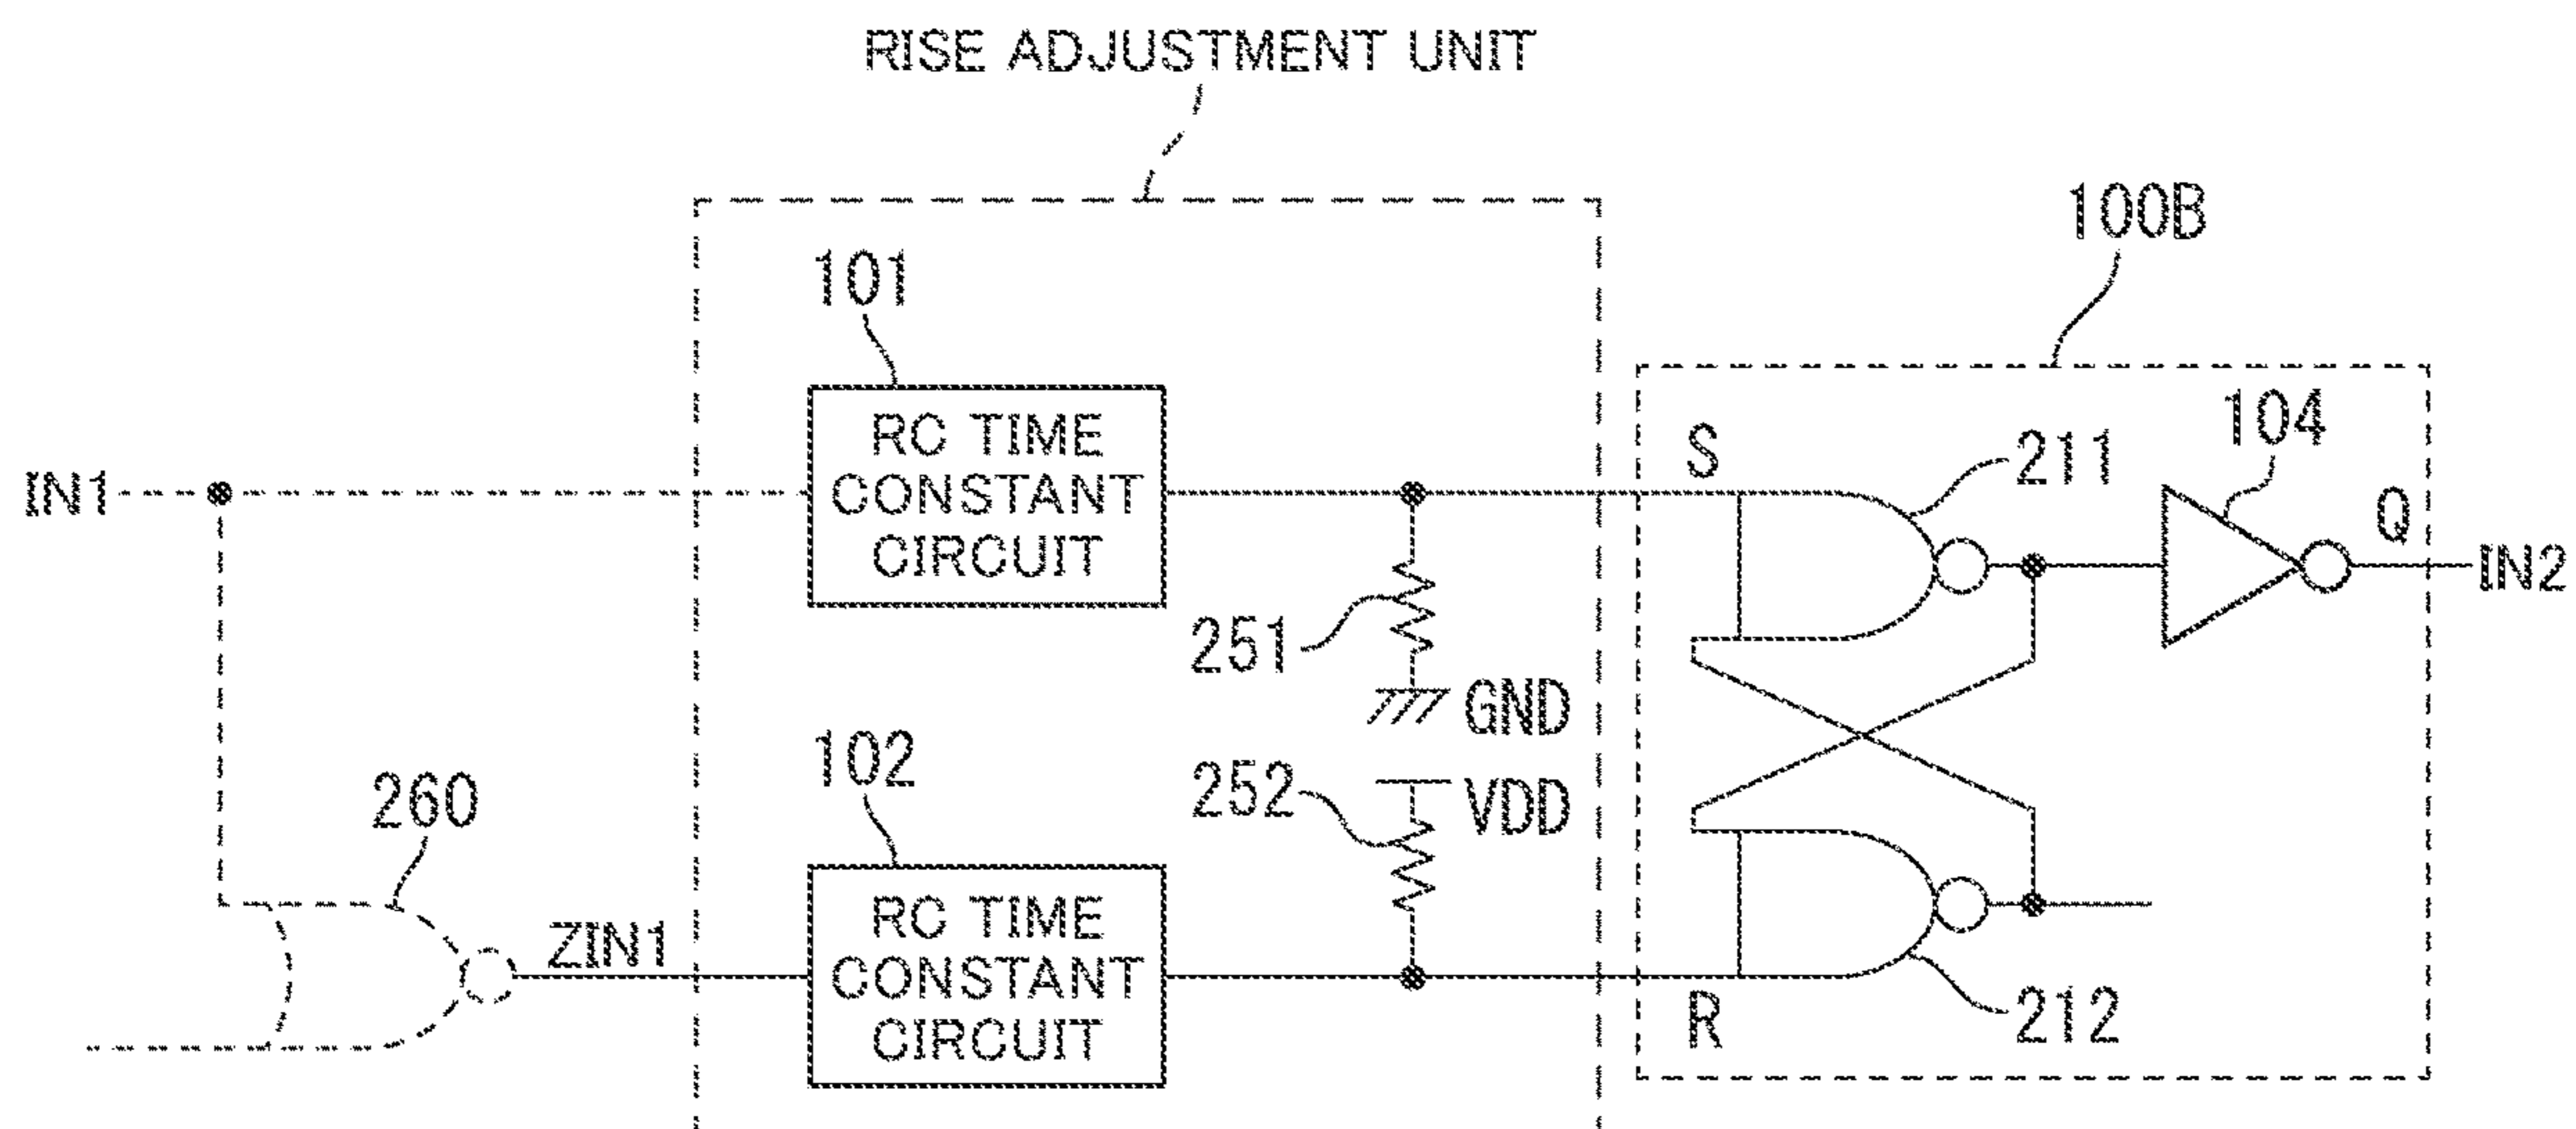 RISE ADJUSTMENT UNIT
100B
101
104
RC TIME
CONSTANT
CIRCUIT
S
211
Q
IN1
IN2
251
GND
102
252
VDD
260
RC TIME
CONSTANT
CIRCUIT
ZIN1
R
212